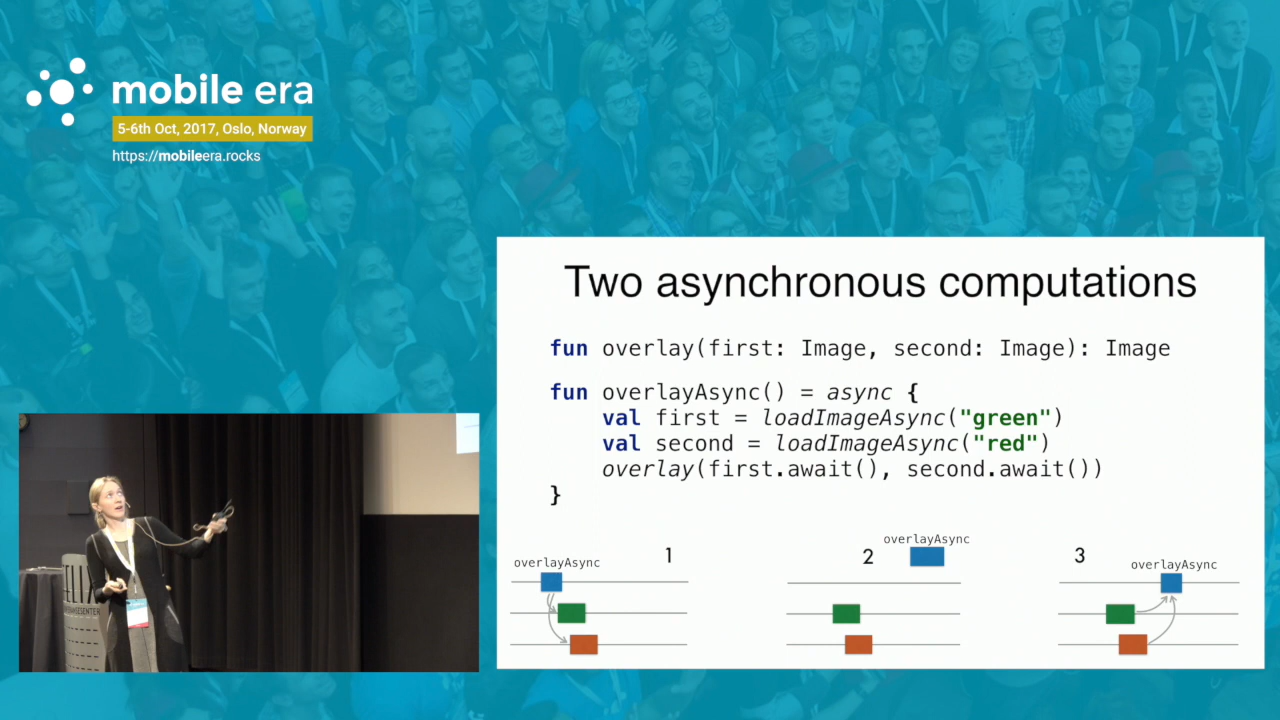 mobile era
5-6th Oct, 2017, Oslo, Norway
https://mobileera.rocks
Two asynchronous computations
fun overlay(first: Image, second: Image): Image
fun overlayAsync() = async {
val first = loadImageAsync("green")
val second = loadImageAsync("red")
overlay(first.await(), second.await())
}
overlayAsync
1
2
overlayAsync
3
overlayAsync